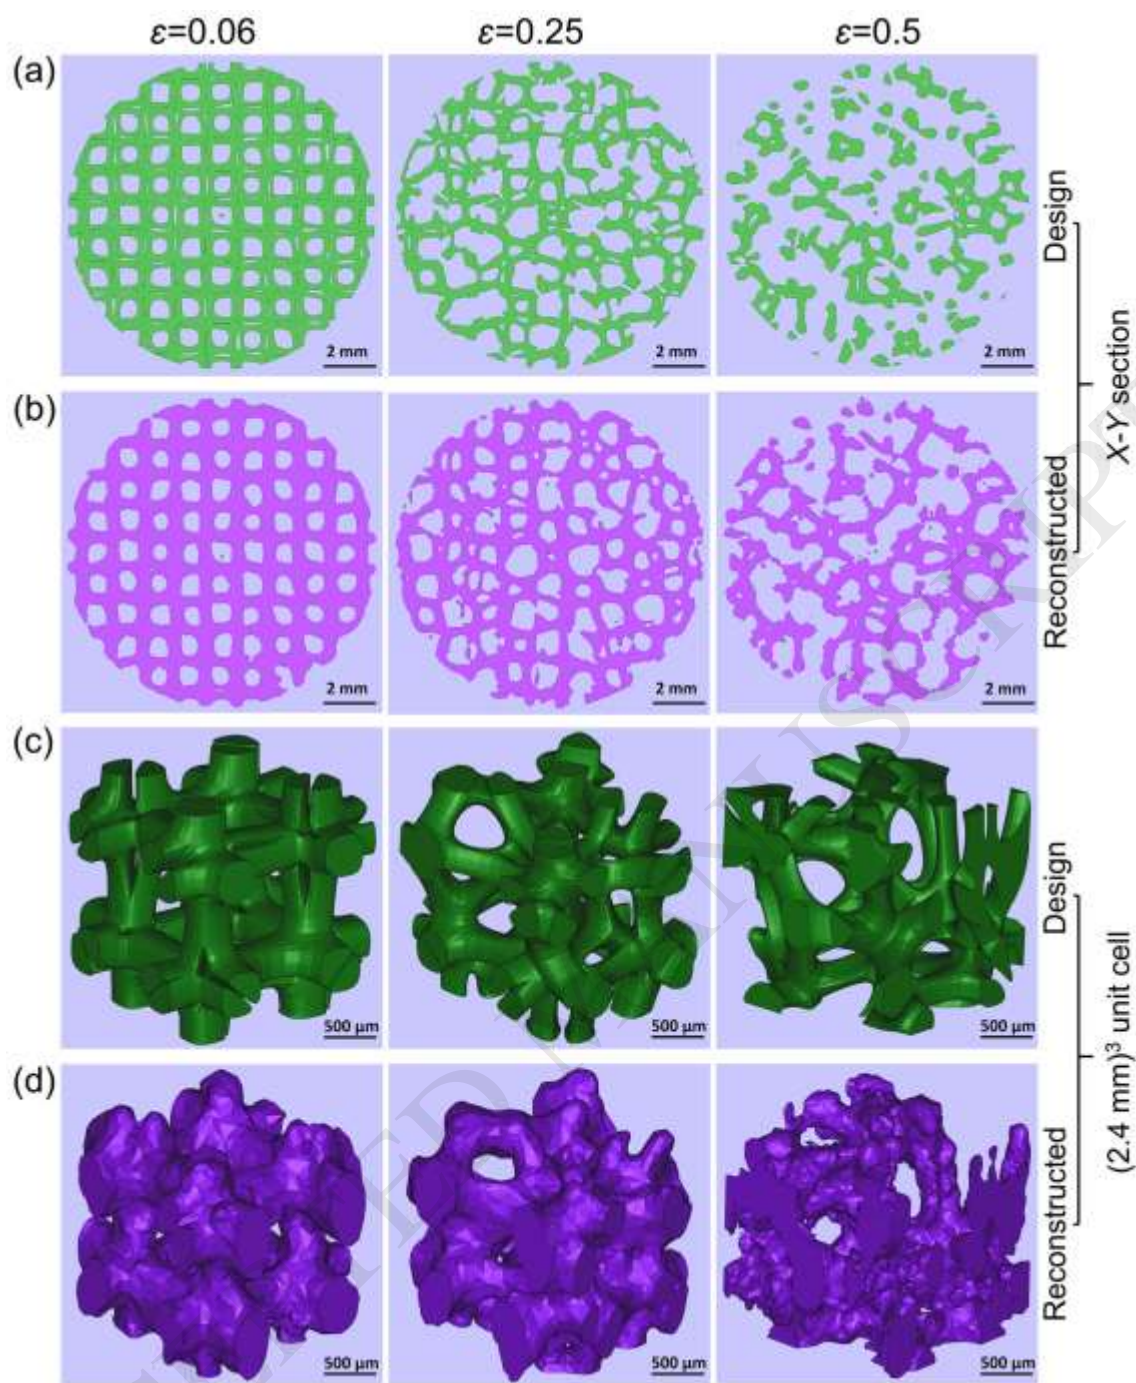 ε=0.06
ε=0.25
ε=0.5
(a)
2 mm
2 mm
2 mm
Design
(b)
2 mm
2 mm
2 mm
Reconstructed
X-Y section
(c)
500 µm
500 µm
500 µm
Design
(d)
500 µm
500 µm
500 µm
Reconstructed
(2.4 mm)³ unit cell